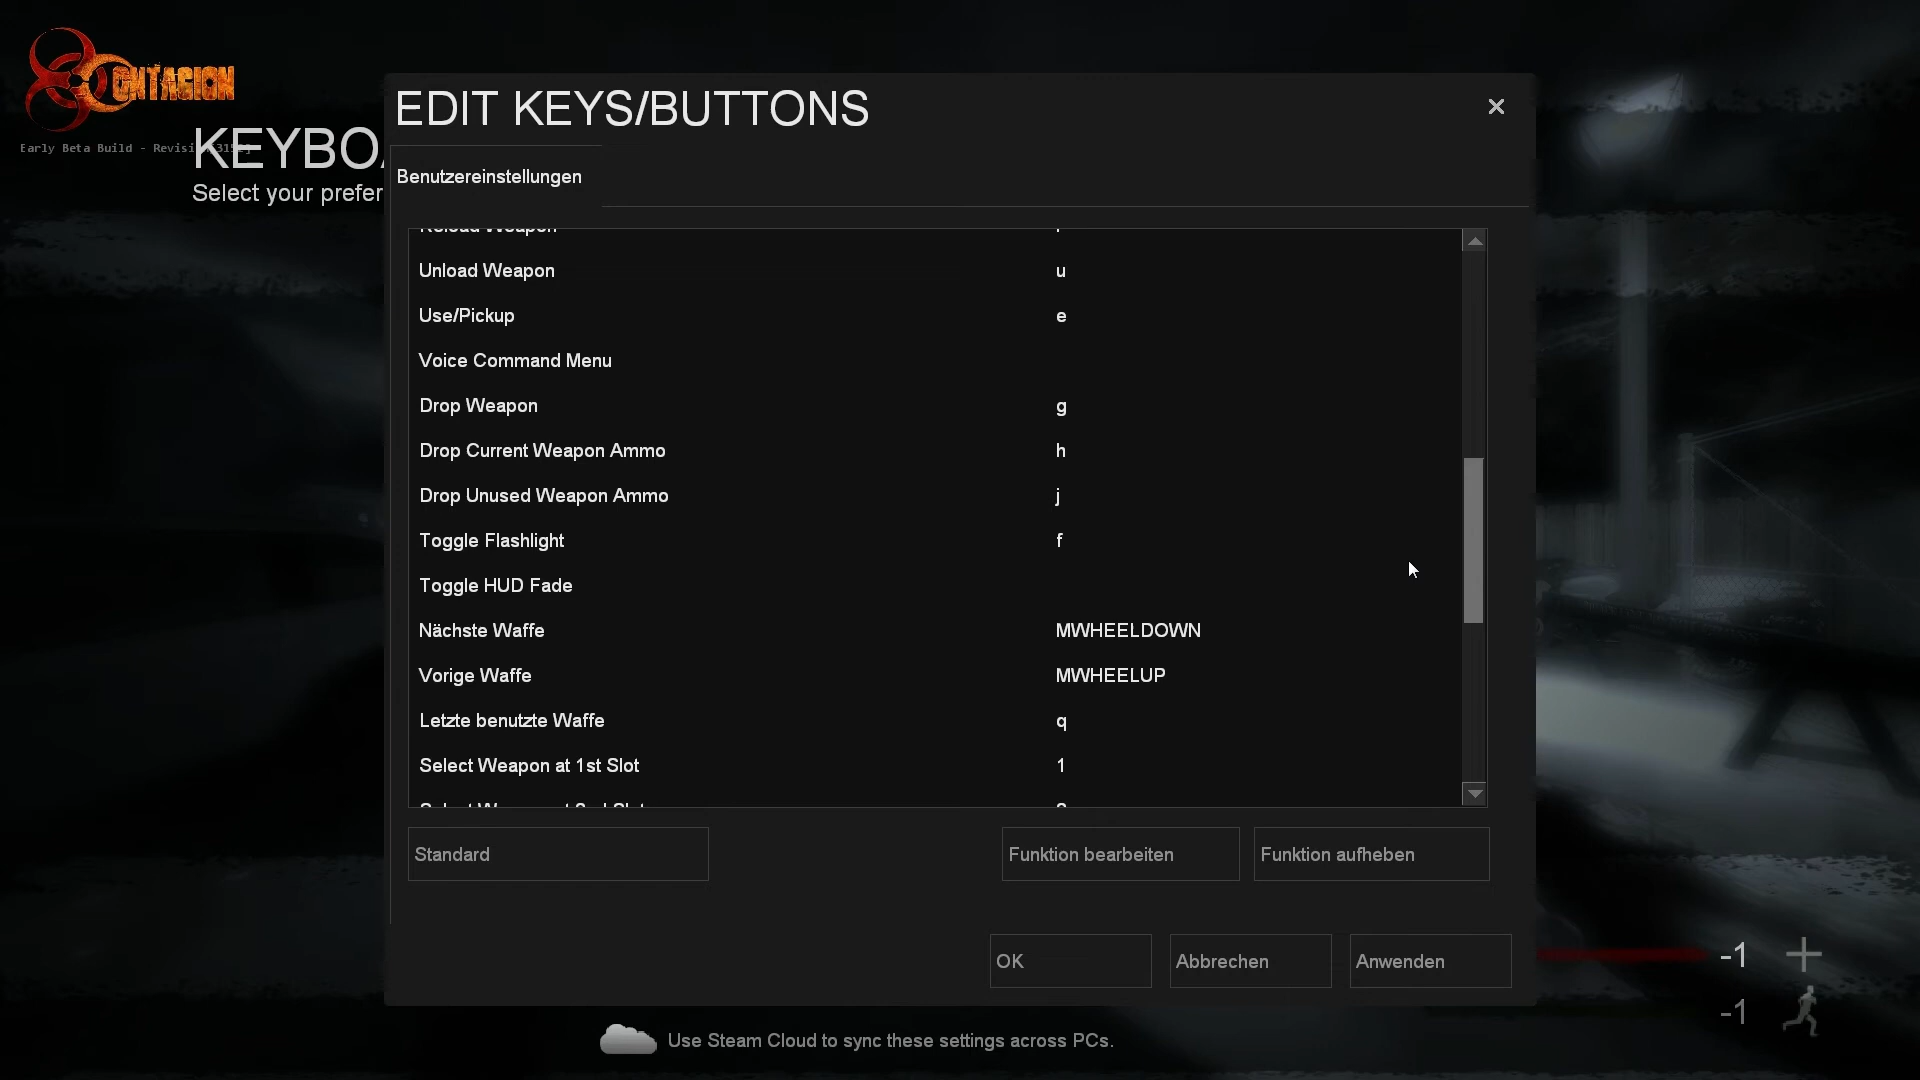 CONTAGION
EDIT KEYS/BUTTONS
Early Beta Build -
Select your prefer
Benutzereinstellungen
Unload Weapon u
Use/Pickup e
Voice Command Menu
Drop Weapon g
Drop Current Weapon Ammo h
Drop Unused Weapon Ammo j
Toggle Flashlight f
Toggle HUD Fade
Nächste Waffe MWHEELDOWN
Vorige Waffe MWHEELUP
Letzte benutzte Waffe q
Select Weapon at 1st Slot 1
Standard Funktion bearbeiten Funktion aufheben
OK Abbrechen Anwenden
-1
-1
Use Steam Cloud to sync these settings across PCs.